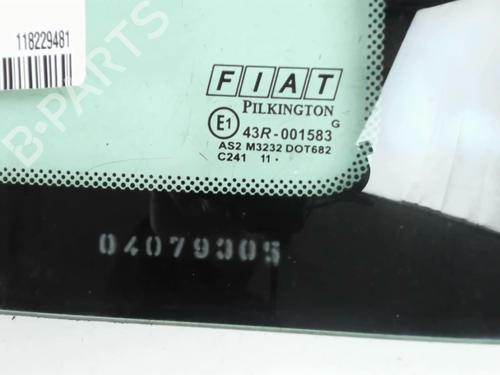 118229481
FIAT
PILKINGTON
G
E1 43R-001583
AS2 M3232 DOT682
C241 11 •
04079305
B-PARTS